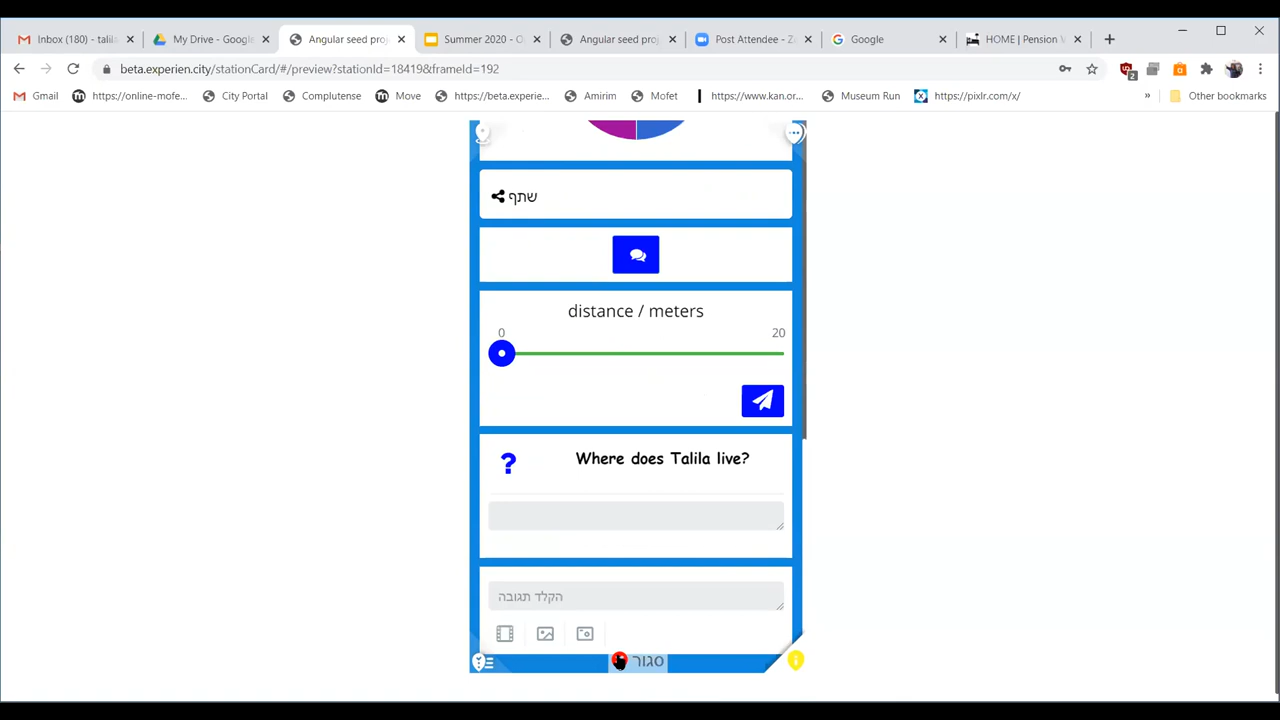 Inbox (180) - talila
My Drive - Google
Angular seed proj
Summer 2020 - O
Angular seed proj
Post Attendee - Z
Google
HOME | Pension V
beta.experien.city/stationCard/#/preview?stationId=18419&frameId=192
2
Gmail
https://online-mofe...
City Portal
Complutense
Move
https://beta.experie...
Amirim
Mofet
https://www.kan.or...
Museum Run
https://pixlr.com/x/
»
Other bookmarks
שתף
distance / meters
0 20
? Where does Talila live?
הקלד תגובה
סגור